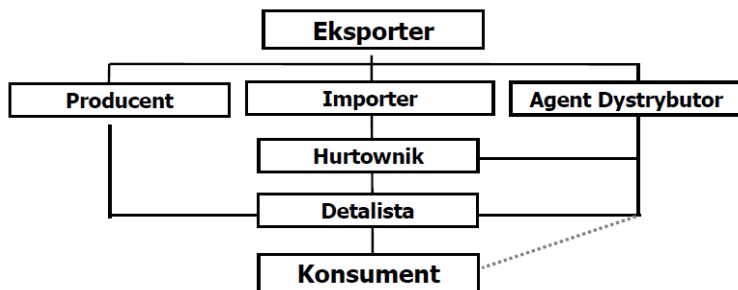 Eksporter
Producent
Importer
Agent Dystrybutor
Hurtownik
Detalista
Konsument